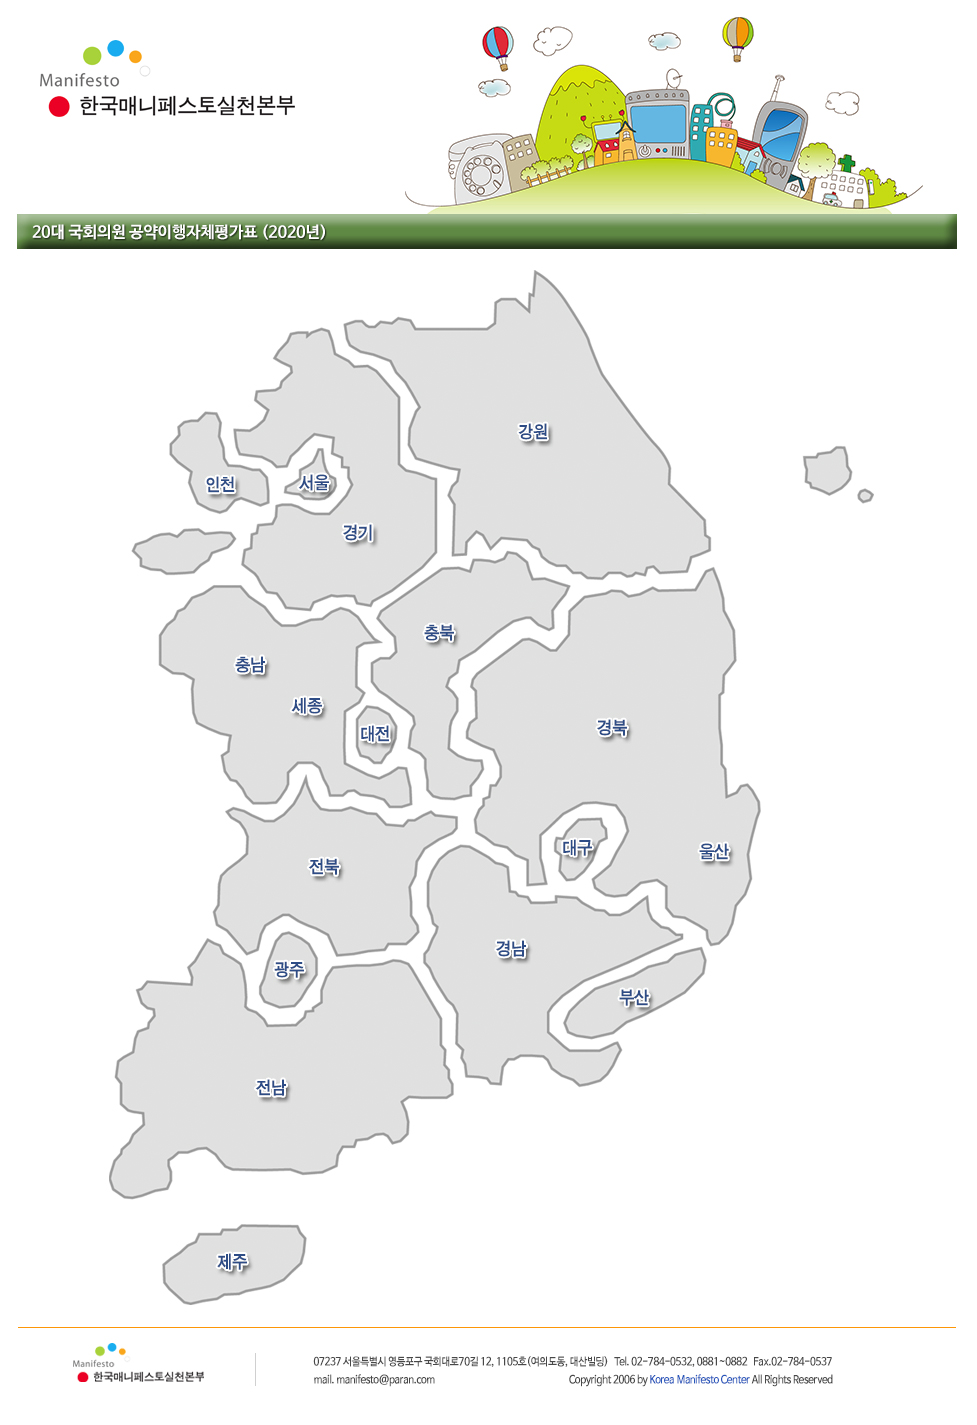 Manifesto
한국매니페스토실천본부
20대 국회의원 공약이행자체평가표 (2020년)
강원
인천
서울
경기
충북
충남
세종
대전
경북
대구
울산
전북
경남
광주
부산
전남
제주
Manifesto
한국매니페스토실천본부
07237 서울특별시 영등포구 국회대로70길 12, 1105호(여의도동, 대산빌딩) Tel. 02-784-0532, 0881~0882 Fax.02-784-0537
mail. manifesto@paran.com Copyright 2006 by Korea Manifesto Center All Rights Reserved